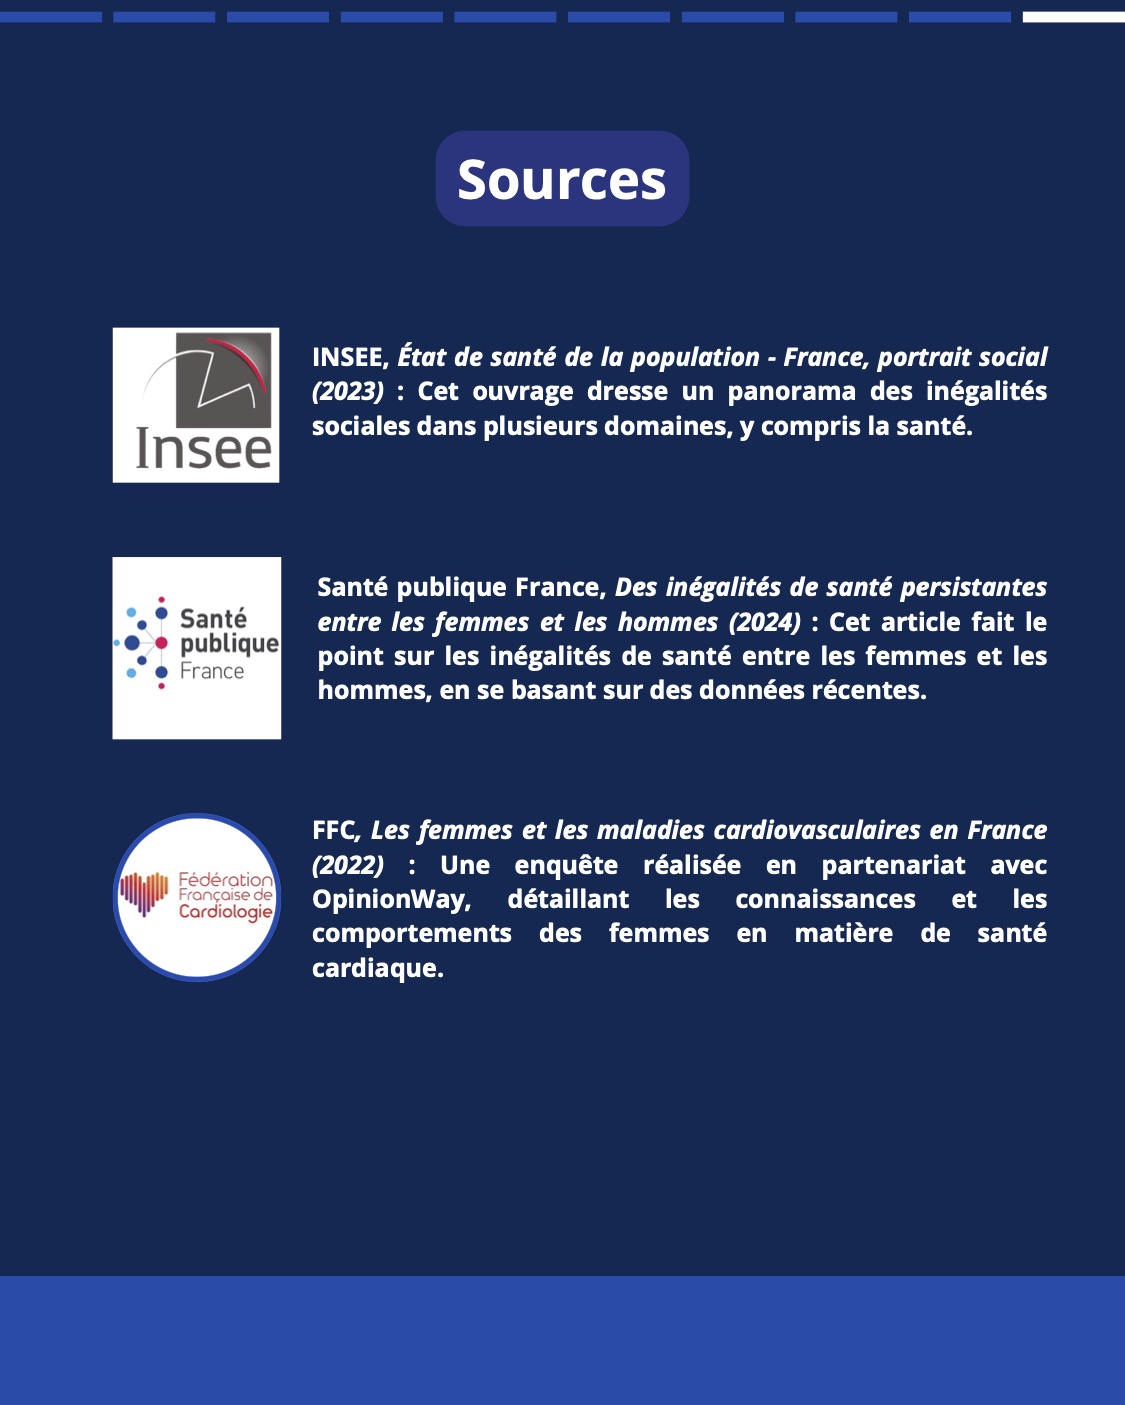 Sources
Insee
INSEE, État de santé de la population - France, portrait social
(2023) : Cet ouvrage dresse un panorama des inégalités
sociales dans plusieurs domaines, y compris la santé.
Santé
publique
France
Santé publique France, Des inégalités de santé persistantes
entre les femmes et les hommes (2024) : Cet article fait le
point sur les inégalités de santé entre les femmes et les
hommes, en se basant sur des données récentes.
Fédération
Française de
Cardiologie
FFC, Les femmes et les maladies cardiovasculaires en France
(2022) : Une enquête réalisée en partenariat avec
OpinionWay, détaillant les connaissances et les
comportements des femmes en matière de santé
cardiaque.